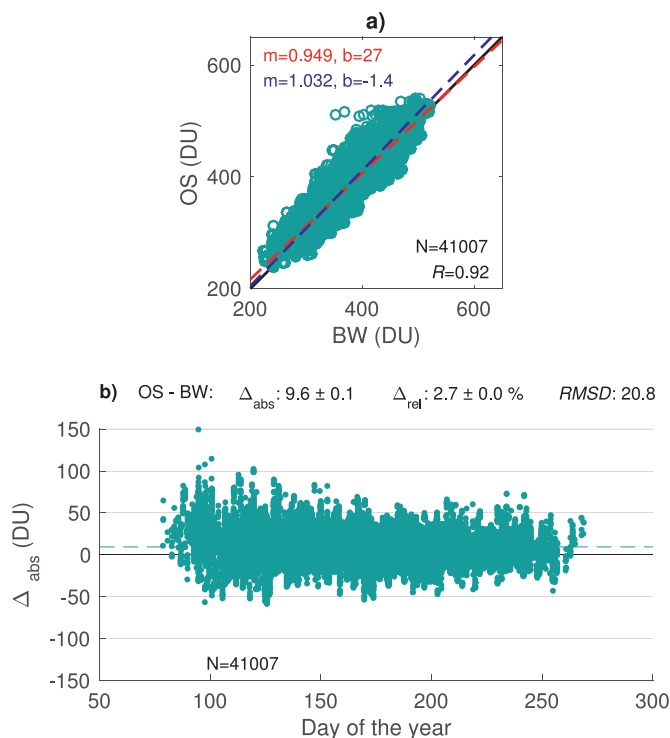 a)
m=0.949, b=27
m=1.032, b=-1.4
600
400
200
OS (DU)
N=41007
R=0.92
200 400 600
BW (DU)
b) OS - BW: Δabs: 9.6 ± 0.1 Δrel: 2.7 ± 0.0 % RMSD: 20.8
150
100
50
0
-50
-100
-150
Δ abs (DU)
N=41007
50 100 150 200 250 300
Day of the year